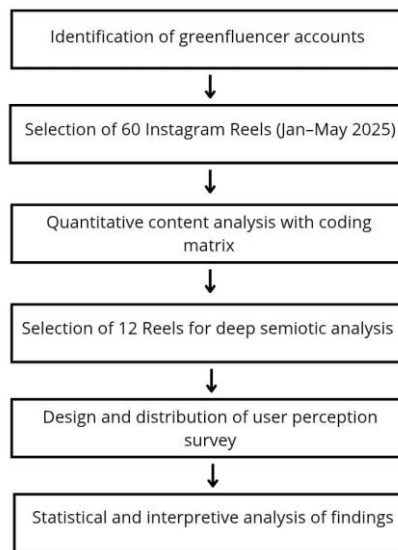 Identification of greenfluencer accounts
Selection of 60 Instagram Reels (Jan–May 2025)
Quantitative content analysis with coding
matrix
Selection of 12 Reels for deep semiotic analysis
Design and distribution of user perception
survey
Statistical and interpretive analysis of findings